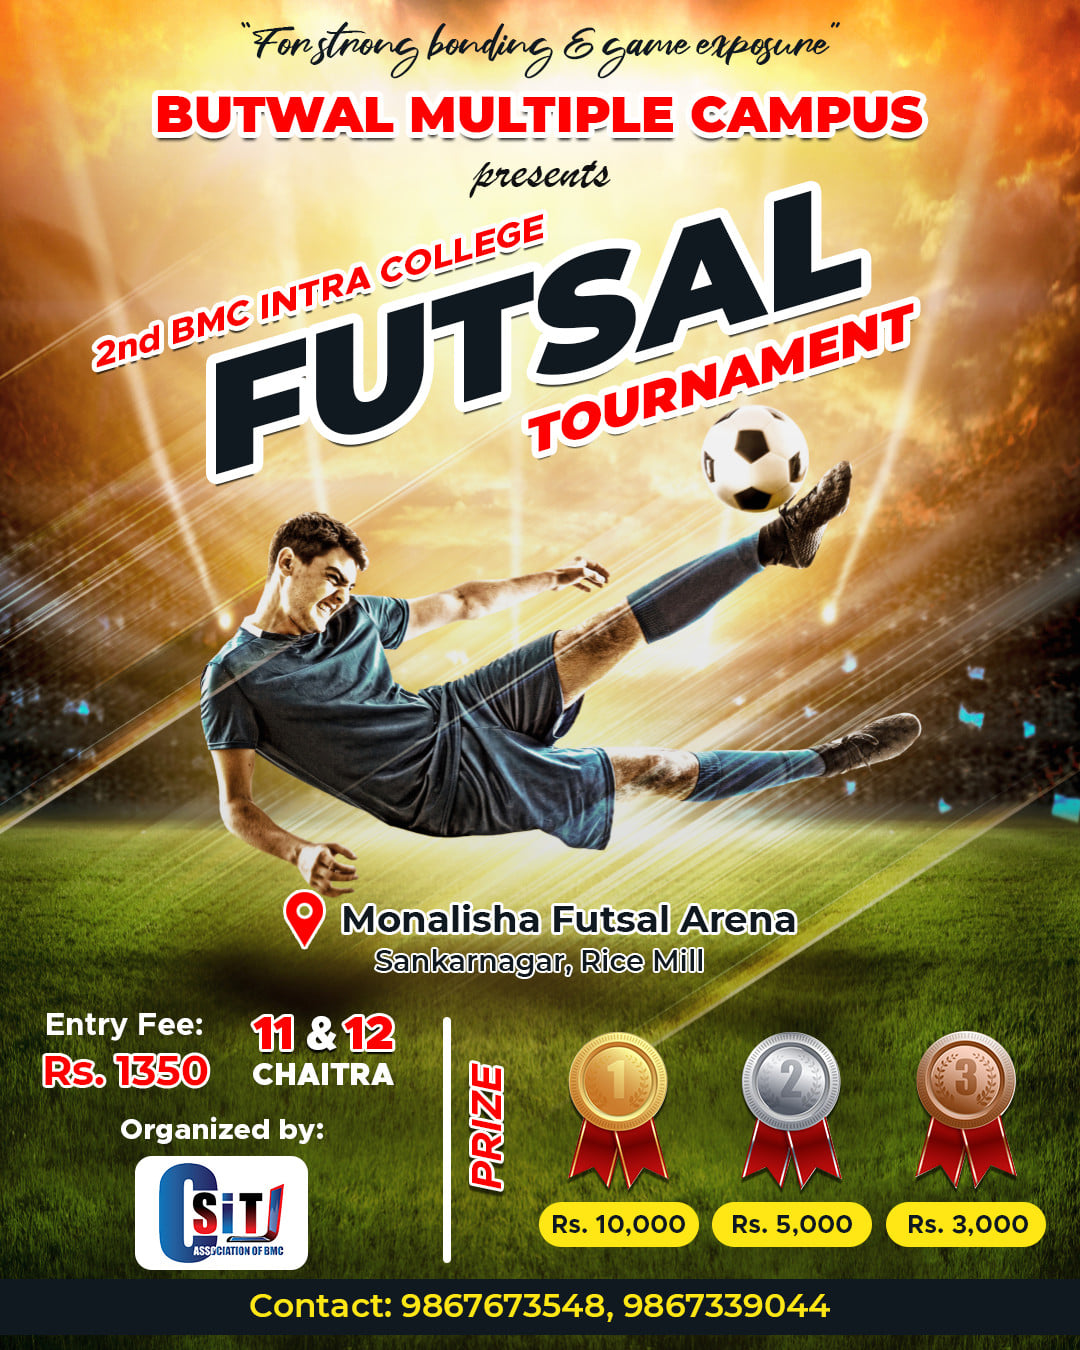 "For strong bonding & game exposure"
BUTWAL MULTIPLE CAMPUS
presents
2nd BMC INTRA COLLEGE
FUTSAL
TOURNAMENT
Monalisha Futsal Arena
Sankarnagar, Rice Mill
Entry Fee:
Rs. 1350
11 & 12
CHAITRA
Organized by:
CSiT
ASSOCIATION OF BMC
PRIZE
1
2
3
Rs. 10,000
Rs. 5,000
Rs. 3,000
Contact: 9867673548, 9867339044